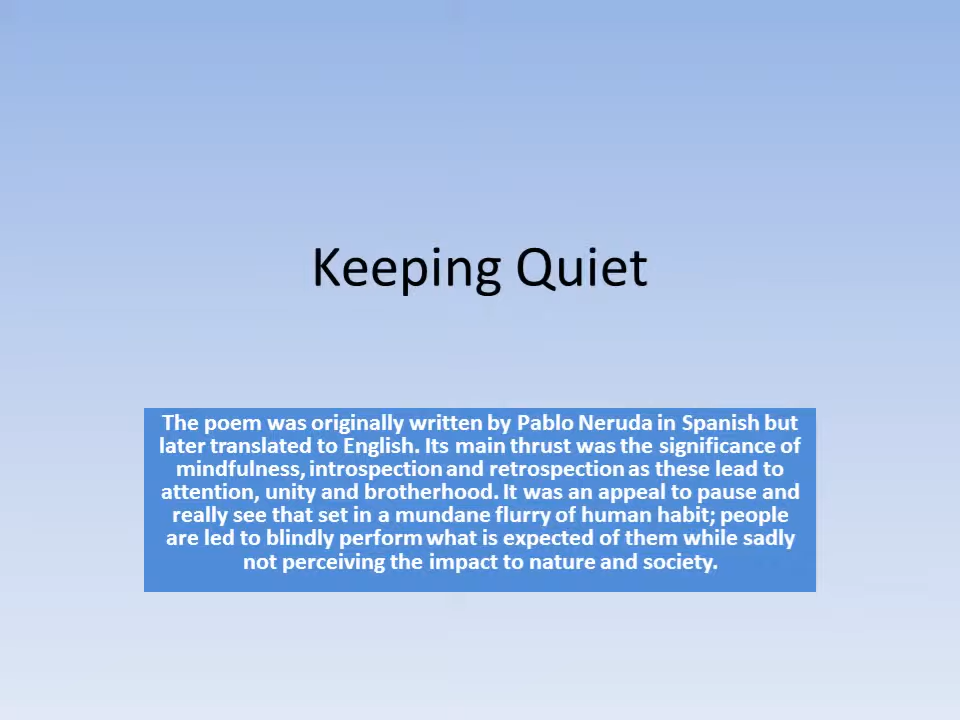 Keeping Quiet
The poem was originally written by Pablo Neruda in Spanish but
later translated to English. Its main thrust was the significance of
mindfulness, introspection and retrospection as these lead to
attention, unity and brotherhood. It was an appeal to pause and
really see that set in a mundane flurry of human habit; people
are led to blindly perform what is expected of them while sadly
not perceiving the impact to nature and society.